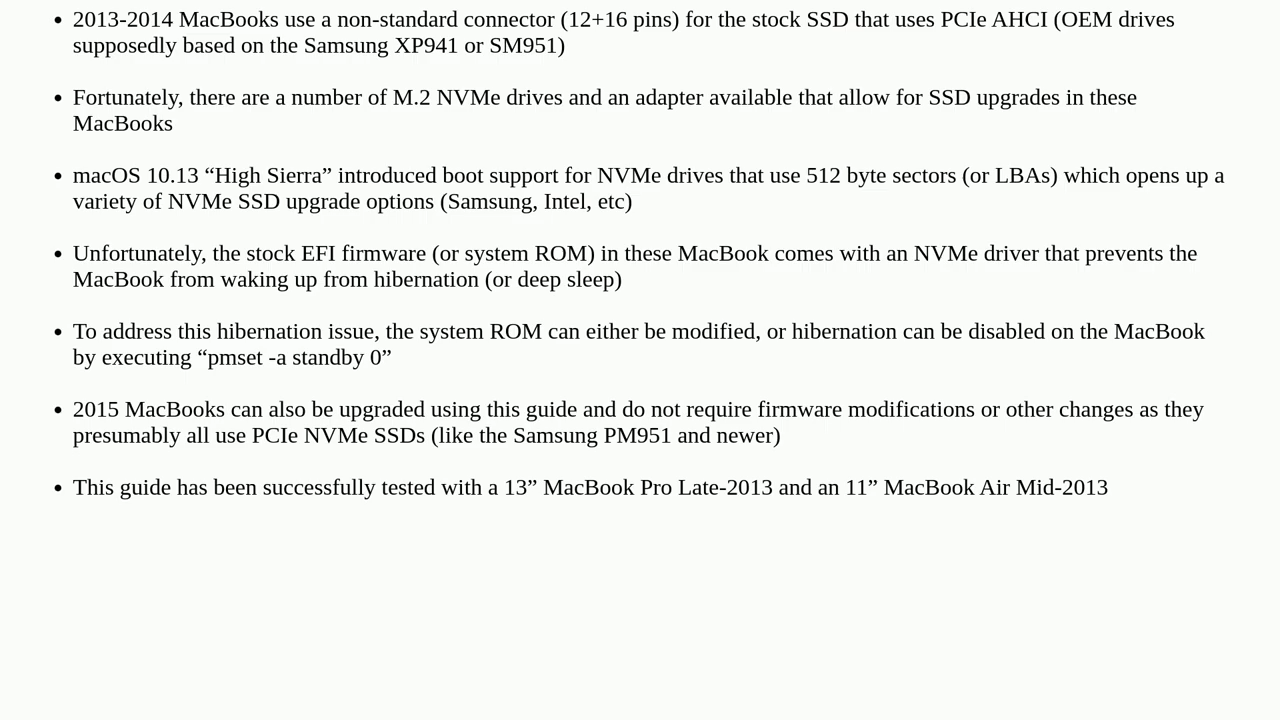 • 2013-2014 MacBooks use a non-standard connector (12+16 pins) for the stock SSD that uses PCIe AHCI (OEM drives
supposedly based on the Samsung XP941 or SM951)
• Fortunately, there are a number of M.2 NVMe drives and an adapter available that allow for SSD upgrades in these
MacBooks
• macOS 10.13 “High Sierra” introduced boot support for NVMe drives that use 512 byte sectors (or LBAs) which opens up a
variety of NVMe SSD upgrade options (Samsung, Intel, etc)
• Unfortunately, the stock EFI firmware (or system ROM) in these MacBook comes with an NVMe driver that prevents the
MacBook from waking up from hibernation (or deep sleep)
• To address this hibernation issue, the system ROM can either be modified, or hibernation can be disabled on the MacBook
by executing “pmset -a standby 0”
• 2015 MacBooks can also be upgraded using this guide and do not require firmware modifications or other changes as they
presumably all use PCIe NVMe SSDs (like the Samsung PM951 and newer)
• This guide has been successfully tested with a 13” MacBook Pro Late-2013 and an 11” MacBook Air Mid-2013